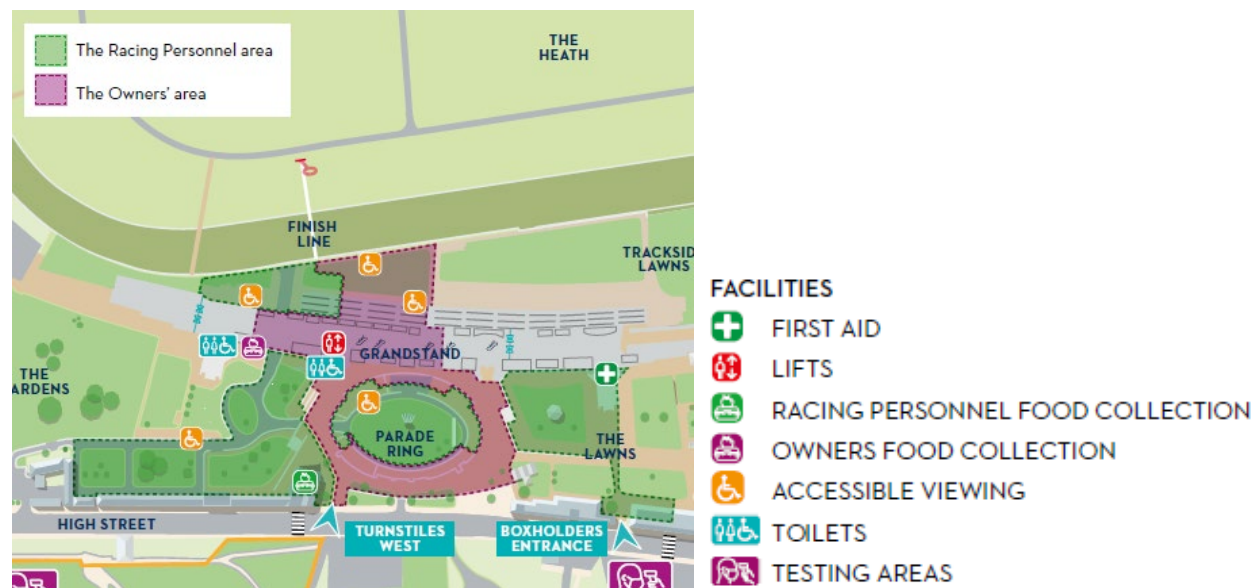 The Racing Personnel area
The Owners' area
THE
HEATH
FINISH
LINE
TRACKSID
LAWNS
GRANDSTAND
THE
ARDENS
PARADE
RING
THE
LAWNS
HIGH STREET
TURNSTILES
WEST
BOXHOLDERS
ENTRANCE
FACILITIES
FIRST AID
LIFTS
RACING PERSONNEL FOOD COLLECTION
OWNERS FOOD COLLECTION
ACCESSIBLE VIEWING
TOILETS
TESTING AREAS